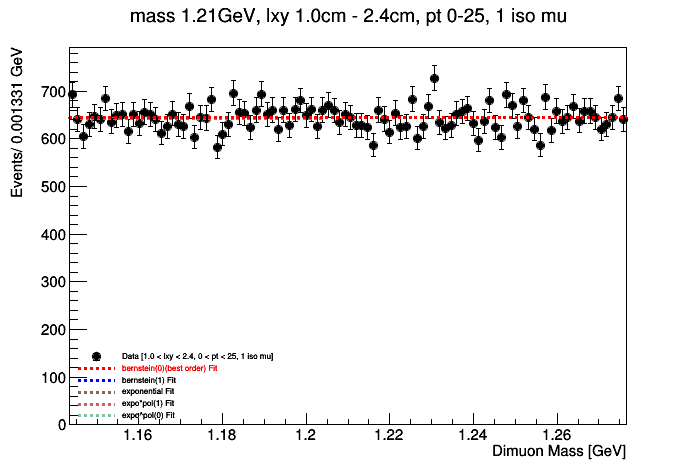 mass 1.21GeV, lxy 1.0cm - 2.4cm, pt 0-25, 1 iso mu
Events/ 0.001331 GeV
700
600
500
400
300
200
100
0
Data [1.0 < lxy < 2.4, 0 < pt < 25, 1 iso mu]
bernstein(0)(best order) Fit
bernstein(1) Fit
exponential Fit
expo*pol(1) Fit
expo*pol(0) Fit
1.16 1.18 1.2 1.22 1.24 1.26
Dimuon Mass [GeV]